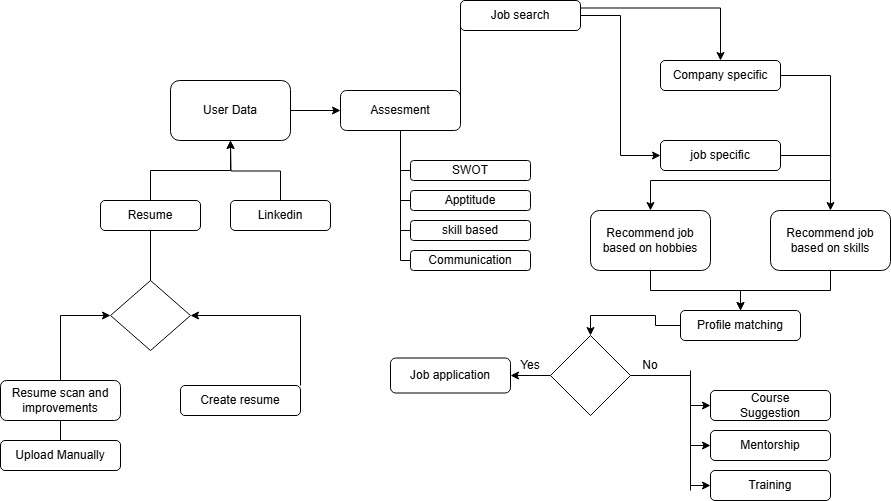 Job search
Company specific
User Data
Assesment
job specific
SWOT
Apptitude
skill based
Communication
Resume
Linkedin
Recommend job
based on hobbies
Recommend job
based on skills
Profile matching
Yes
No
Job application
Resume scan and
improvements
Create resume
Upload Manually
Course
Suggestion
Mentorship
Training